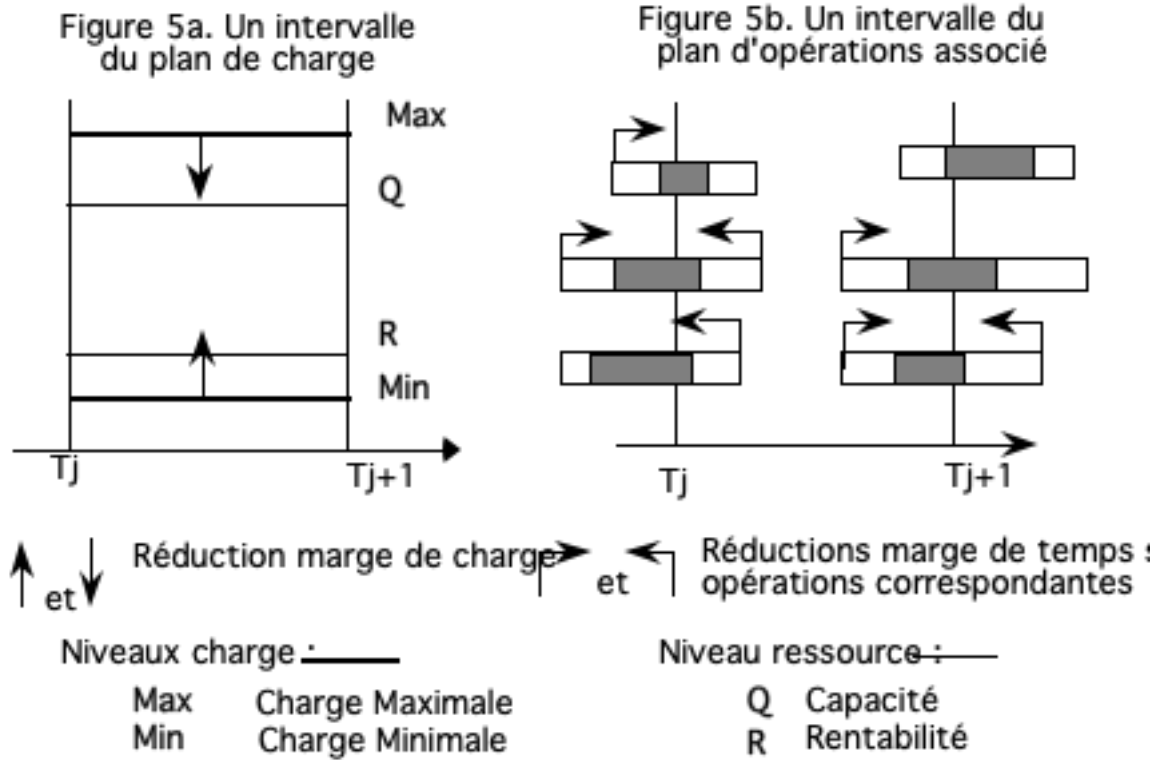 Figure 5a. Un intervalle
du plan de charge
Figure 5b. Un intervalle du
plan d'opérations associé
Max
Q
R
Min
Tj
Tj+1
Tj
Tj+1
et
Réduction marge de charge
et
Réductions marge de temps s
opérations correspondantes
Niveaux charge :
Max Charge Maximale
Min Charge Minimale
Niveau ressource :
Q Capacité
R Rentabilité